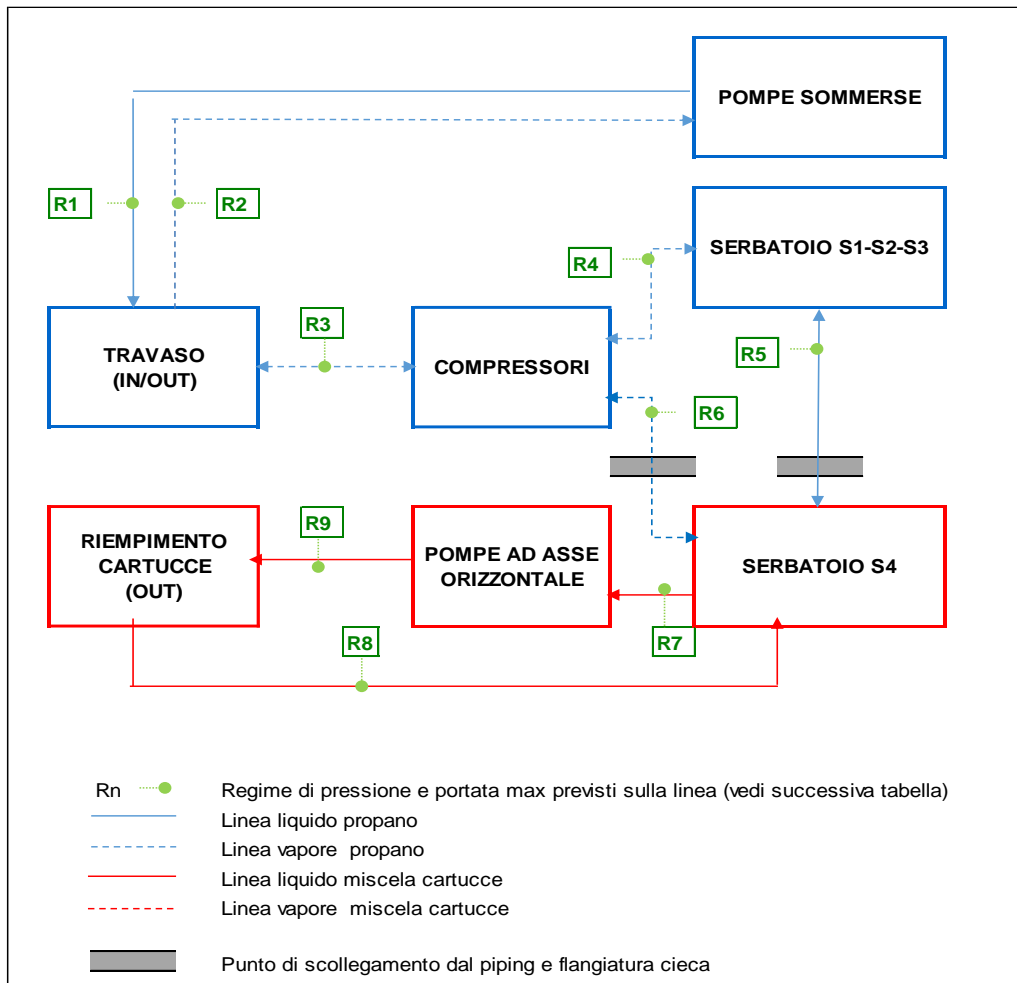 POMPE SOMMERSE
R1
R2
R4
SERBATOIO S1-S2-S3
R3
R5
TRAVASO
(IN/OUT)
COMPRESSORI
R6
RIEMPIMENTO
CARTUCCE
(OUT)
R9
POMPE AD ASSE
ORIZZONTALE
SERBATOIO S4
R8
R7
Rn Regime di pressione e portata max previsti sulla linea (vedi successiva tabella)
Linea liquido propano
Linea vapore propano
Linea liquido miscela cartucce
Linea vapore miscela cartucce
Punto di scollegamento dal piping e flangiatura cieca